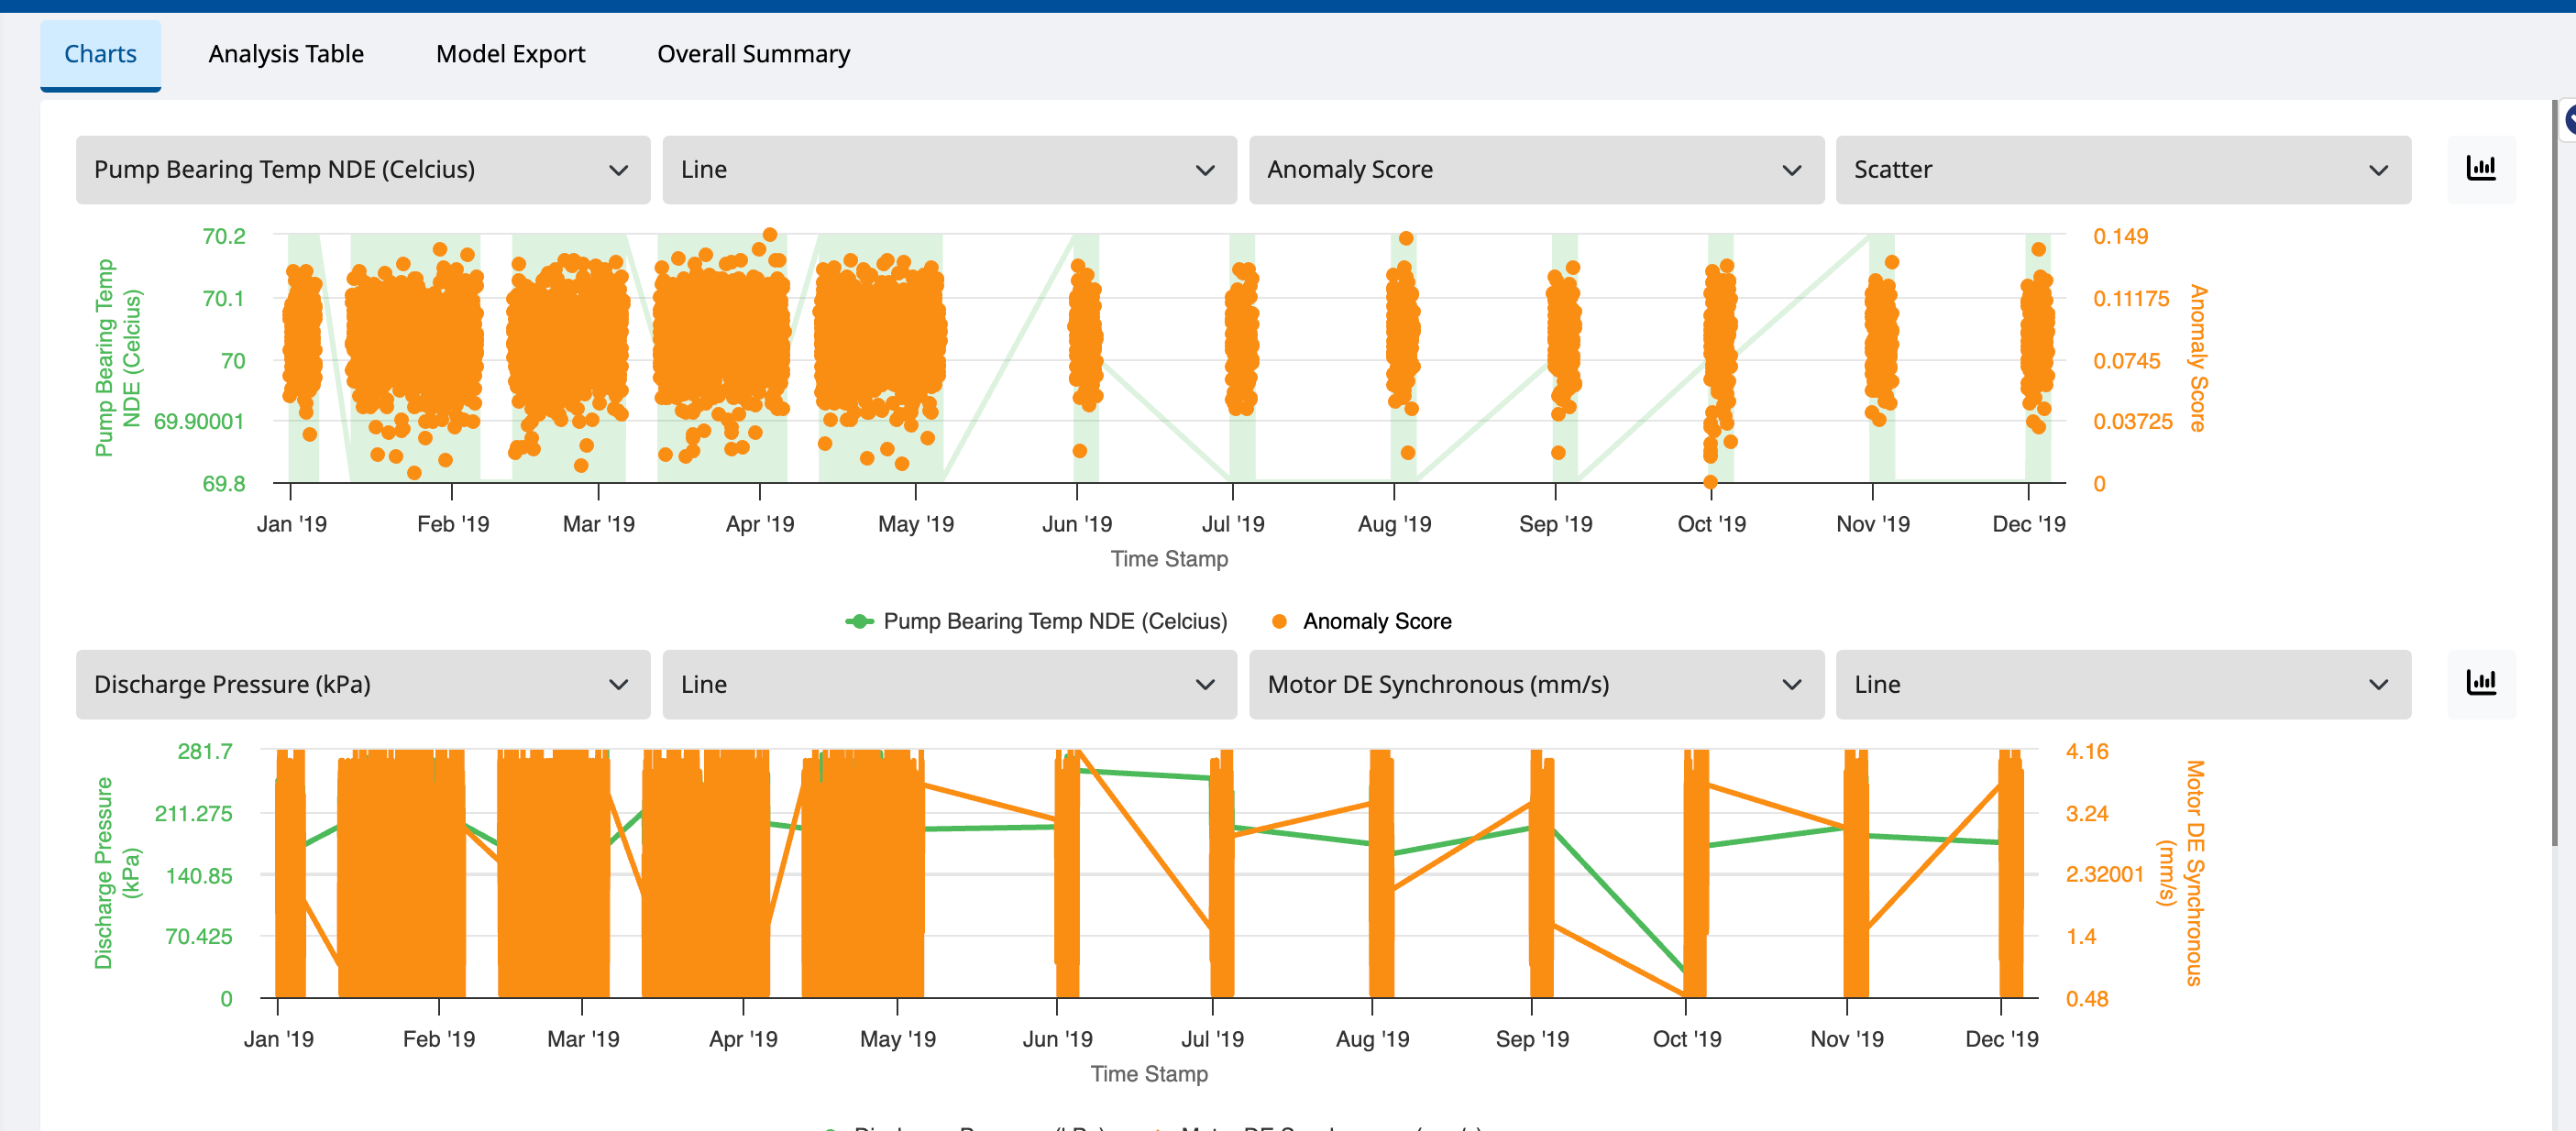 Charts Analysis Table Model Export Overall Summary
Pump Bearing Temp NDE (Celcius) Line Anomaly Score Scatter
Pump Bearing Temp
NDE (Celcius)
70.2
70.1
70
69.90001
69.8
0.149
0.11175
0.0745
0.03725
0
Anomaly Score
Jan '19 Feb '19 Mar '19 Apr '19 May '19 Jun '19 Jul '19 Aug '19 Sep '19 Oct '19 Nov '19 Dec '19
Time Stamp
Pump Bearing Temp NDE (Celcius) Anomaly Score
Discharge Pressure (kPa) Line Motor DE Synchronous (mm/s) Line
Discharge Pressure
(kPa)
281.7
211.275
140.85
70.425
0
4.16
3.24
2.32001
1.4
0.48
Motor DE Synchronous
(mm/s)
Jan '19 Feb '19 Mar '19 Apr '19 May '19 Jun '19 Jul '19 Aug '19 Sep '19 Oct '19 Nov '19 Dec '19
Time Stamp